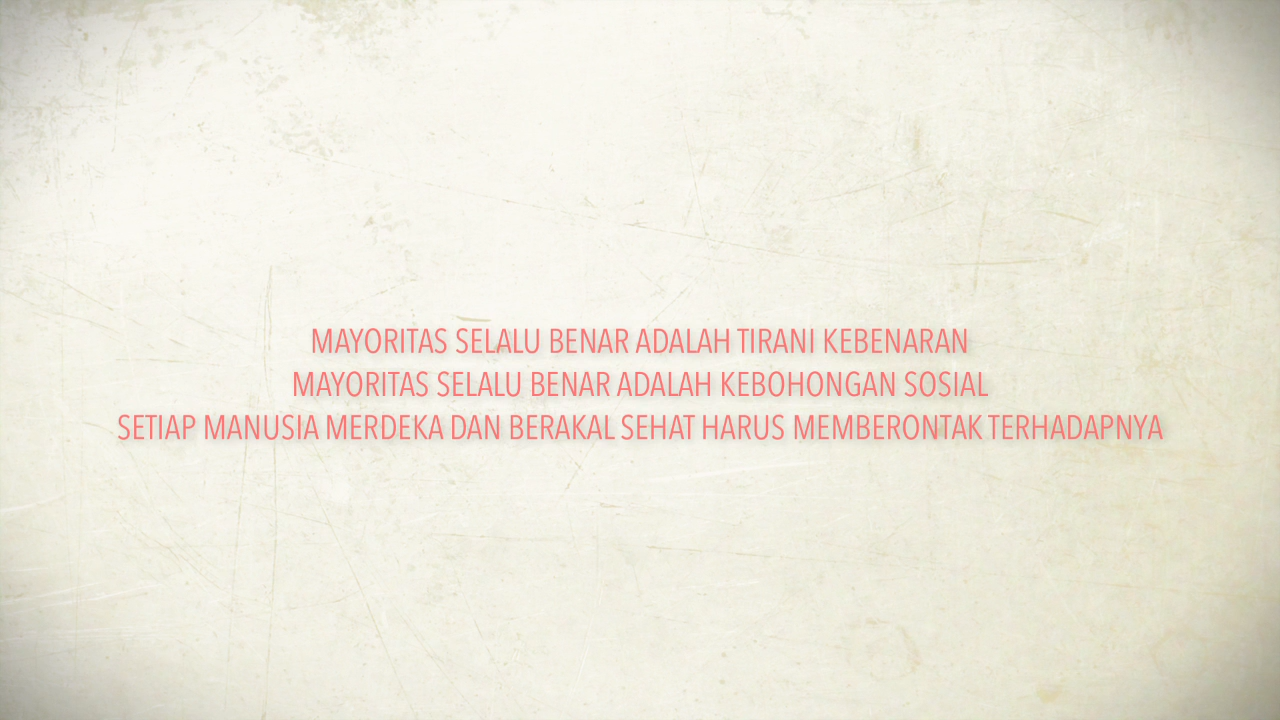 MAYORITAS SELALU BENAR ADALAH TIRANI KEBENARAN
MAYORITAS SELALU BENAR ADALAH KEBOHONGAN SOSIAL
SETIAP MANUSIA MERDEKA DAN BERAKAL SEHAT HARUS MEMBERONTAK TERHADAPNYA